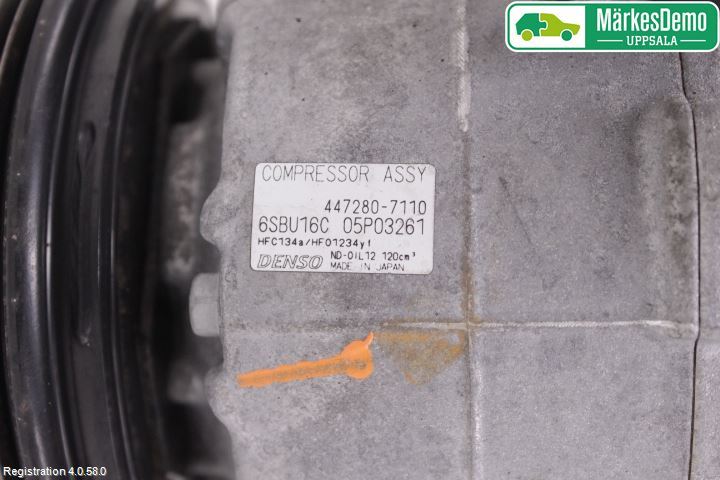 MärkesDemo
UPPSALA
COMPRESSOR ASSY
447280-7110
6SBU16C 05P03261
HFC134a/HFO1234yf
DENSO ND-OIL12 120cm³
MADE IN JAPAN
Registration 4.0.58.0